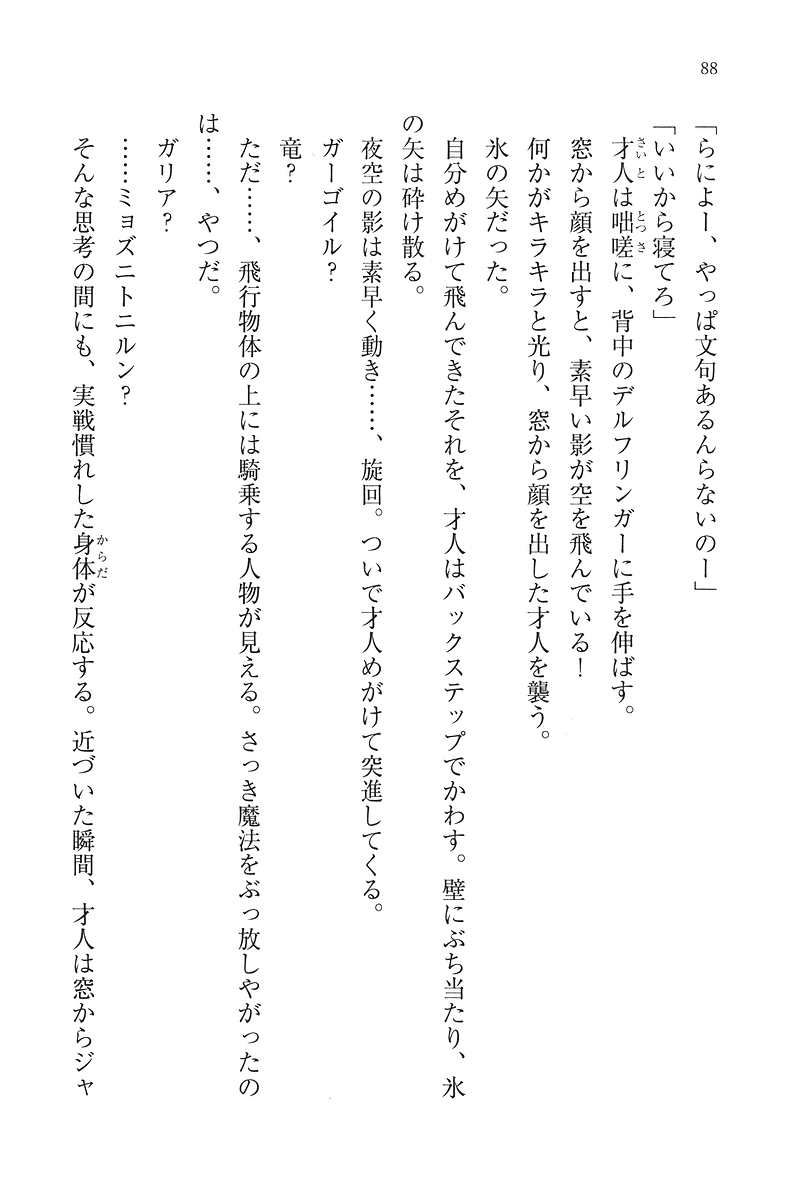 88
「らによー、やっぱ文句あるんらないのー」
「いいから寝てろ」
才人は咄嗟に、背中のデルフリンガーに手を伸ばす。
窓から顔を出すと、素早い影が空を飛んでいる！
何かがキラキラと光り、窓から顔を出した才人を襲う。
氷の矢だった。
自分めがけて飛んできたそれを、才人はバックステップでかわす。壁にぶち当たり、氷
の矢は砕け散る。
夜空の影は素早く動き……、旋回。ついで才人めがけて突進してくる。
ガーゴイル？
竜？
ただ……、飛行物体の上には騎乗する人物が見える。さっき魔法をぶっ放しやがったの
は……、やつだ。
ガリア？
……ミョズニトニルン？
そんな思考の間にも、実戦慣れした身体が反応する。近づいた瞬間、才人は窓からジャ